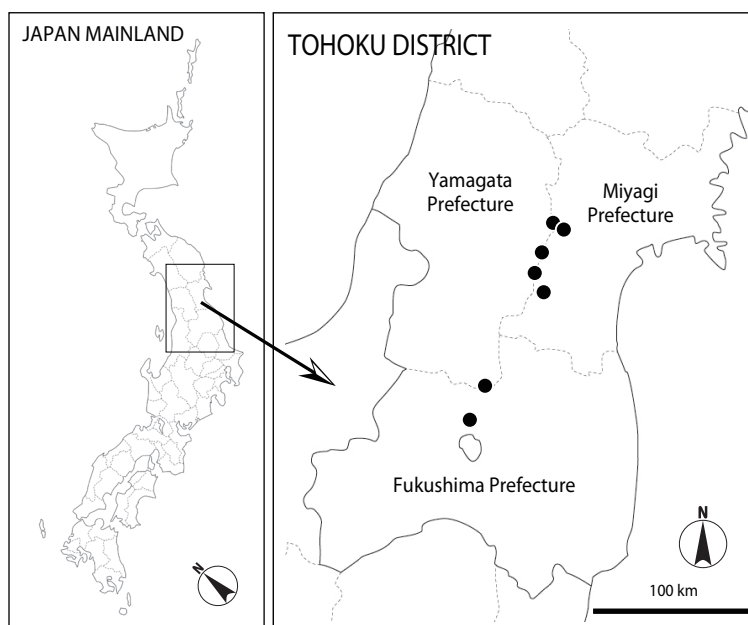 JAPAN MAINLAND
N
TOHOKU DISTRICT
Yamagata
Prefecture
Miyagi
Prefecture
Fukushima Prefecture
N
100 km